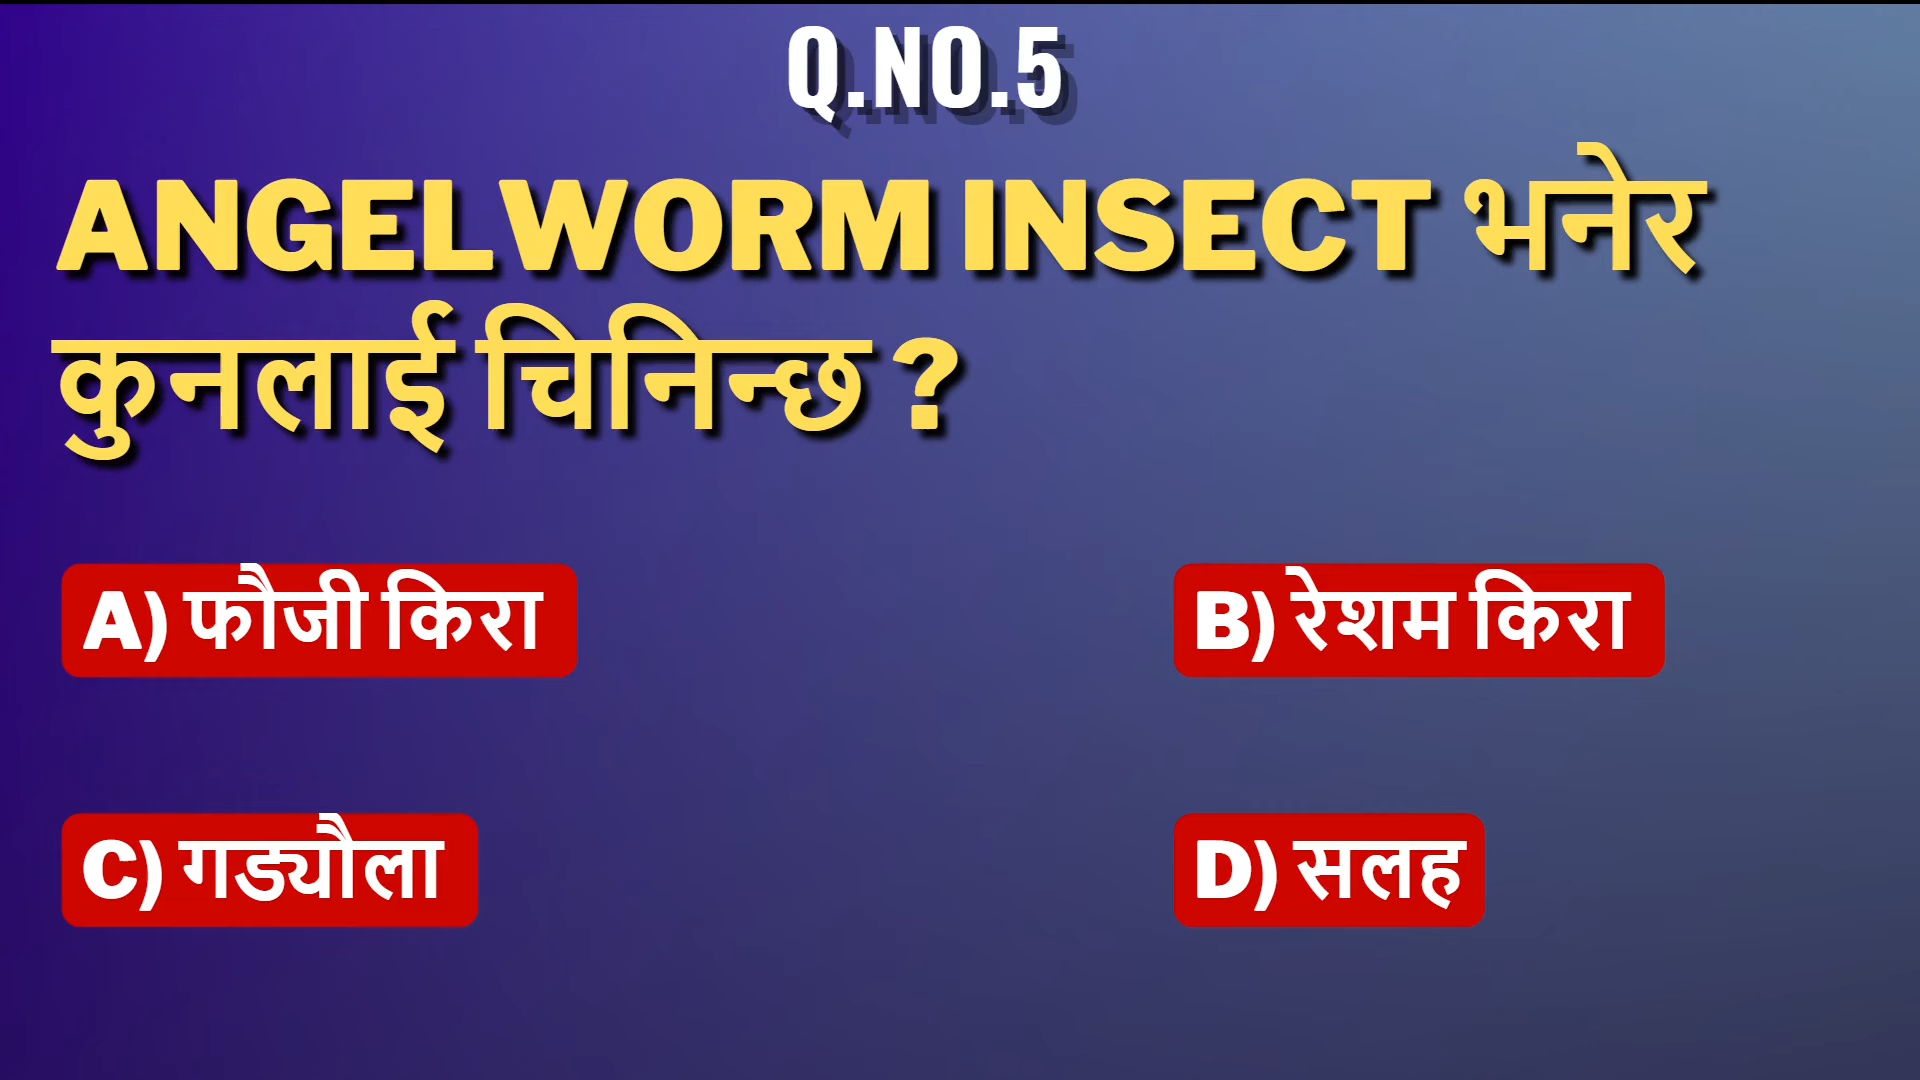 Q.NO.5
ANGELWORM INSECT भनेर
कुनलाई चिनिन्छ ?
A) फौजी किरा
B) रेशम किरा
C) गड्यौला
D) सलह